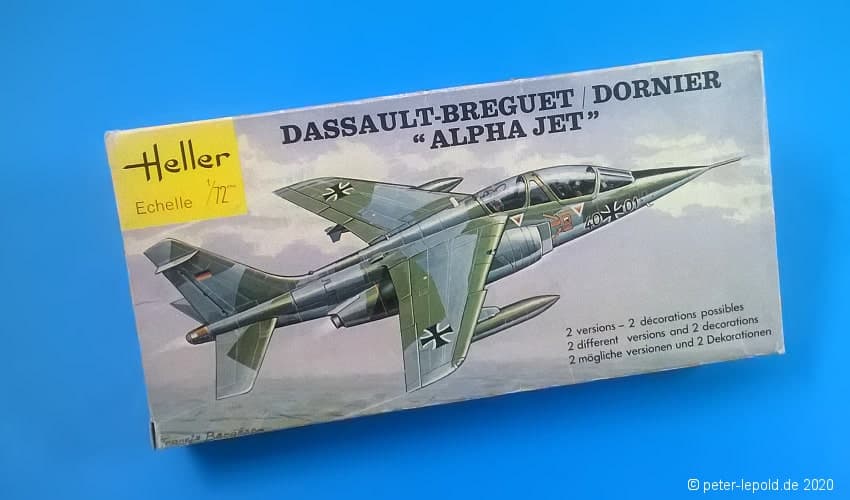 Heller
Echelle 1/72ème
DASSAULT-BREGUET / DORNIER
“ALPHA JET”
40 01
2 versions - 2 décorations possibles
2 different versions and 2 decorations
2 mögliche versionen und 2 Dekorationen
© peter-lepold.de 2020